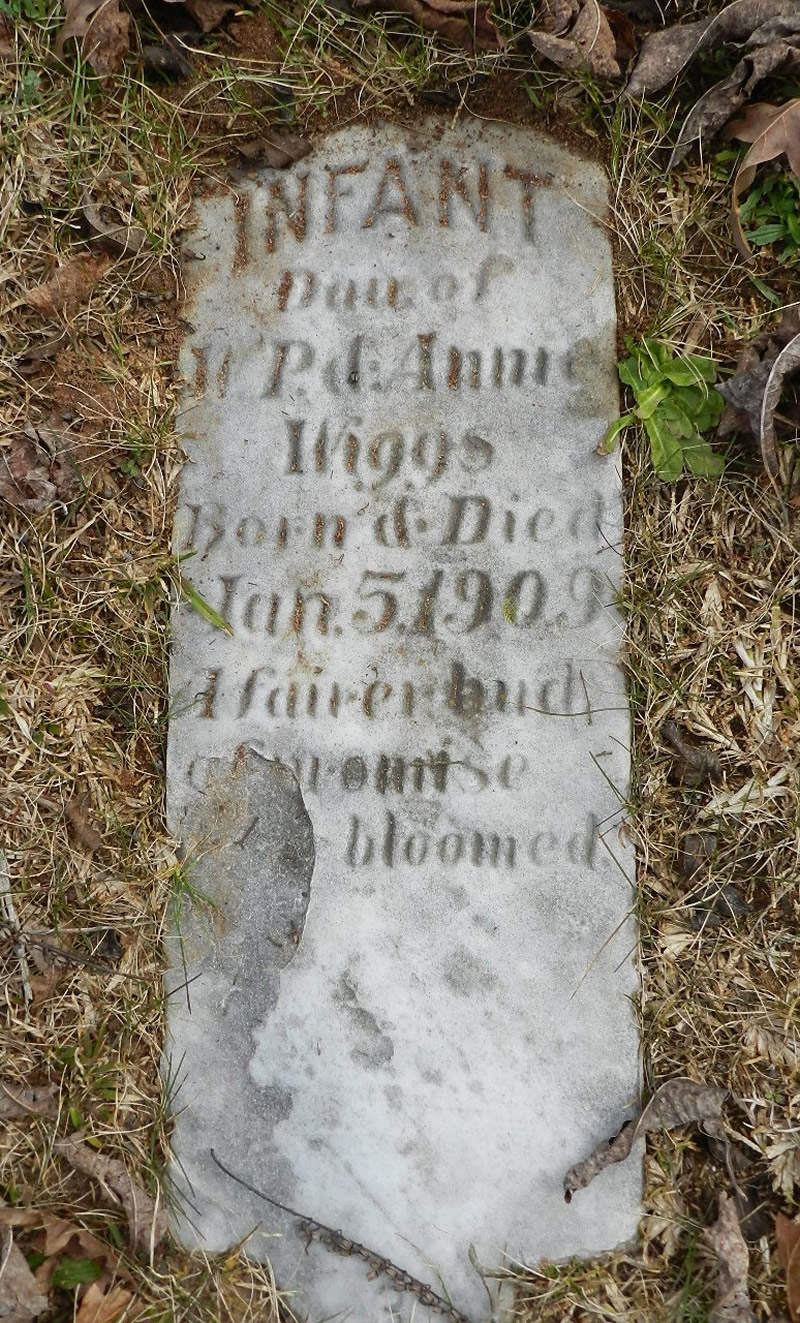 INFANT
Dau. of
W. P. & Annie
Wiggs
Born & Died
Jan. 5. 1909
A fairer bud
of promise
bloomed.